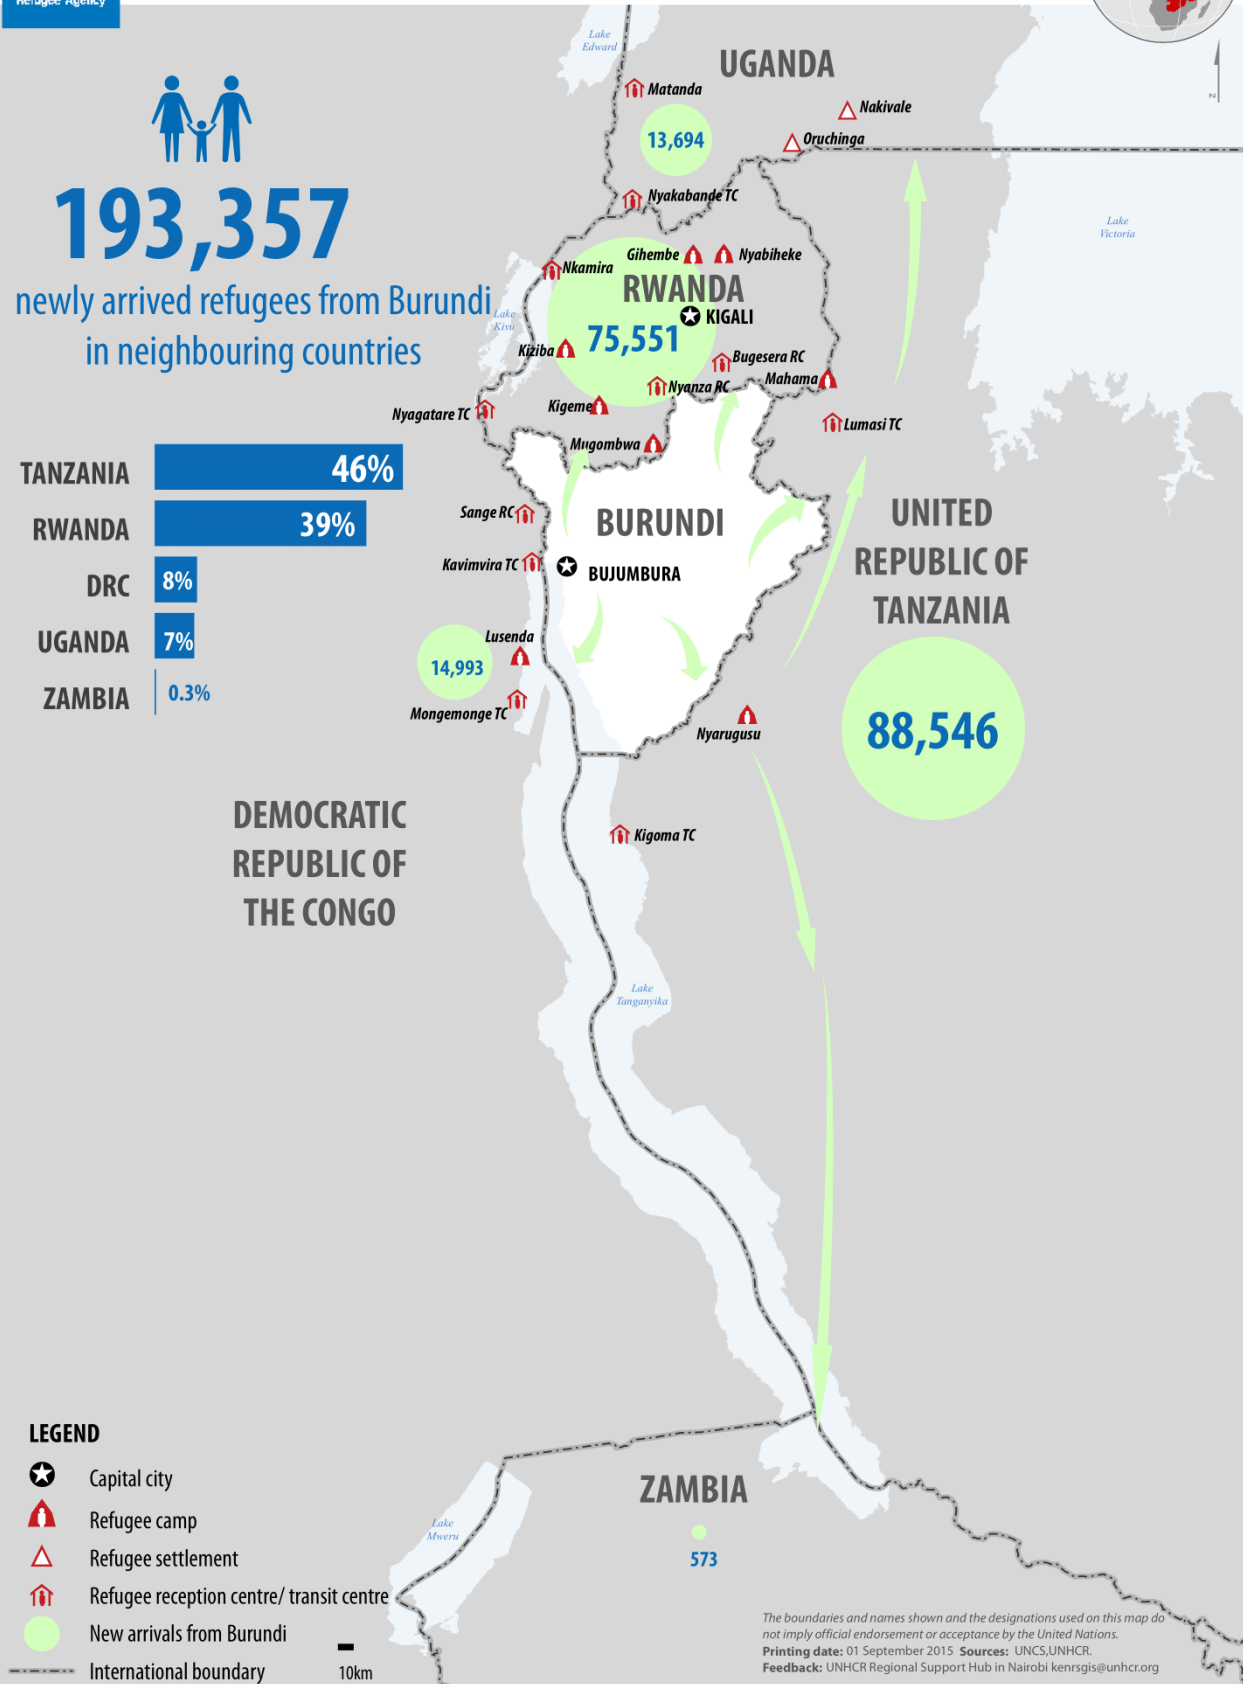 Refugee Agency
193,357
newly arrived refugees from Burundi
in neighbouring countries
TANZANIA 46%
RWANDA 39%
DRC 8%
UGANDA 7%
ZAMBIA 0.3%
Lake
Edward
UGANDA
Matanda
13,694
Nakivale
Oruchinga
Nyakabande TC
N
Lake
Victoria
Gihembe
Nyabiheke
Nkamira
RWANDA
KIGALI
75,551
Lake
Kivu
Kiziba
Bugesera RC
Nyanza RC
Mahama
Kigeme
Nyagatare TC
Lumasi TC
Mugombwa
Sange RC
BURUNDI
Kavimvira TC
BUJUMBURA
UNITED
REPUBLIC OF
TANZANIA
88,546
Lusenda
14,993
Mongemonge TC
Nyarugusu
DEMOCRATIC
REPUBLIC OF
THE CONGO
Kigoma TC
Lake
Tanganyika
ZAMBIA
573
Lake
Mweru
LEGEND
Capital city
Refugee camp
Refugee settlement
Refugee reception centre/ transit centre
New arrivals from Burundi
International boundary
10km
The boundaries and names shown and the designations used on this map do
not imply official endorsement or acceptance by the United Nations.
Printing date: 01 September 2015 Sources: UNCS,UNHCR.
Feedback: UNHCR Regional Support Hub in Nairobi kenrsgis@unhcr.org